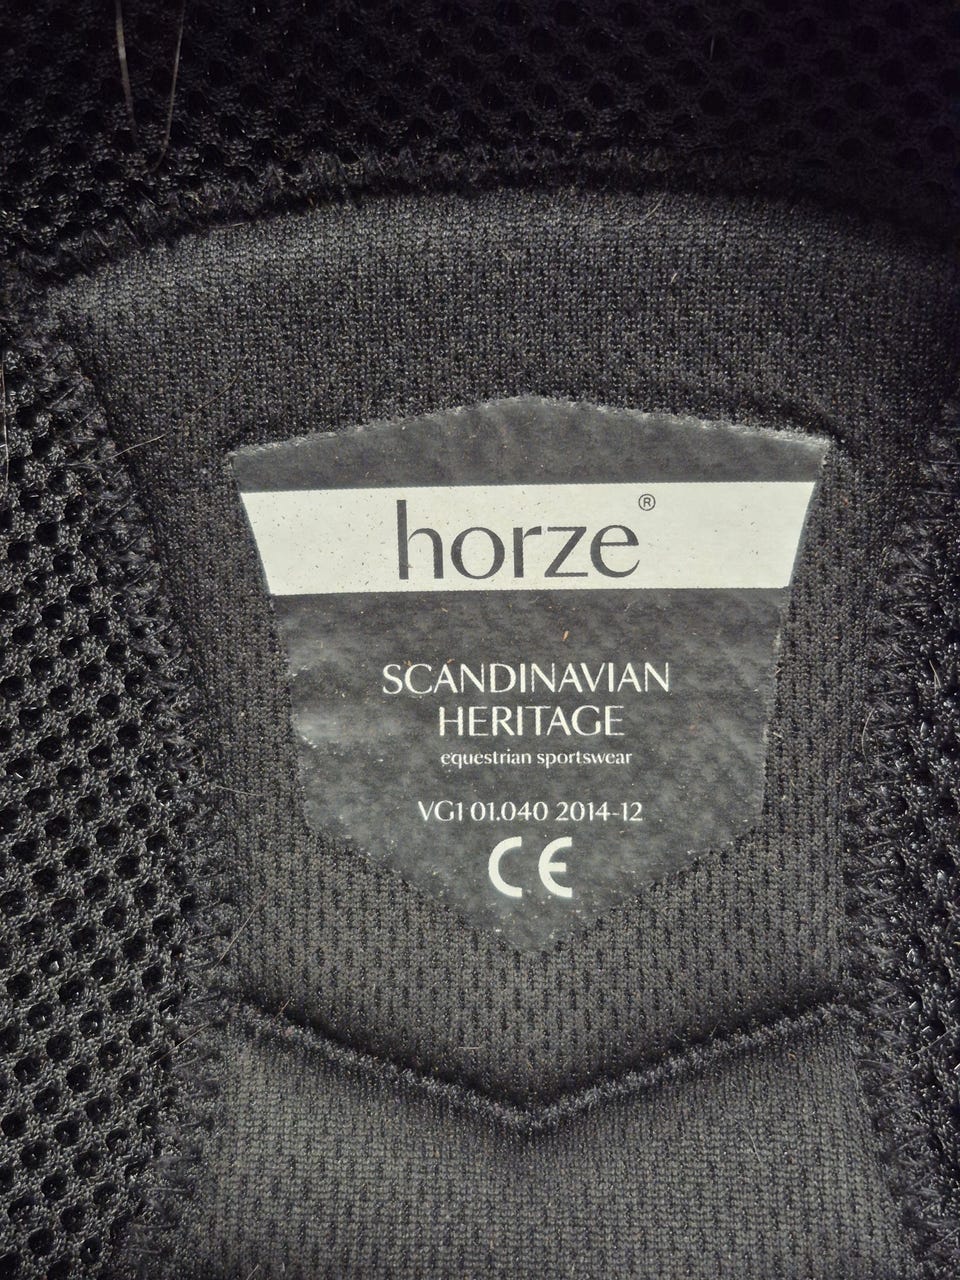 horze®
SCANDINAVIAN
HERITAGE
equestrian sportswear
VG1 01.040 2014-12
CE